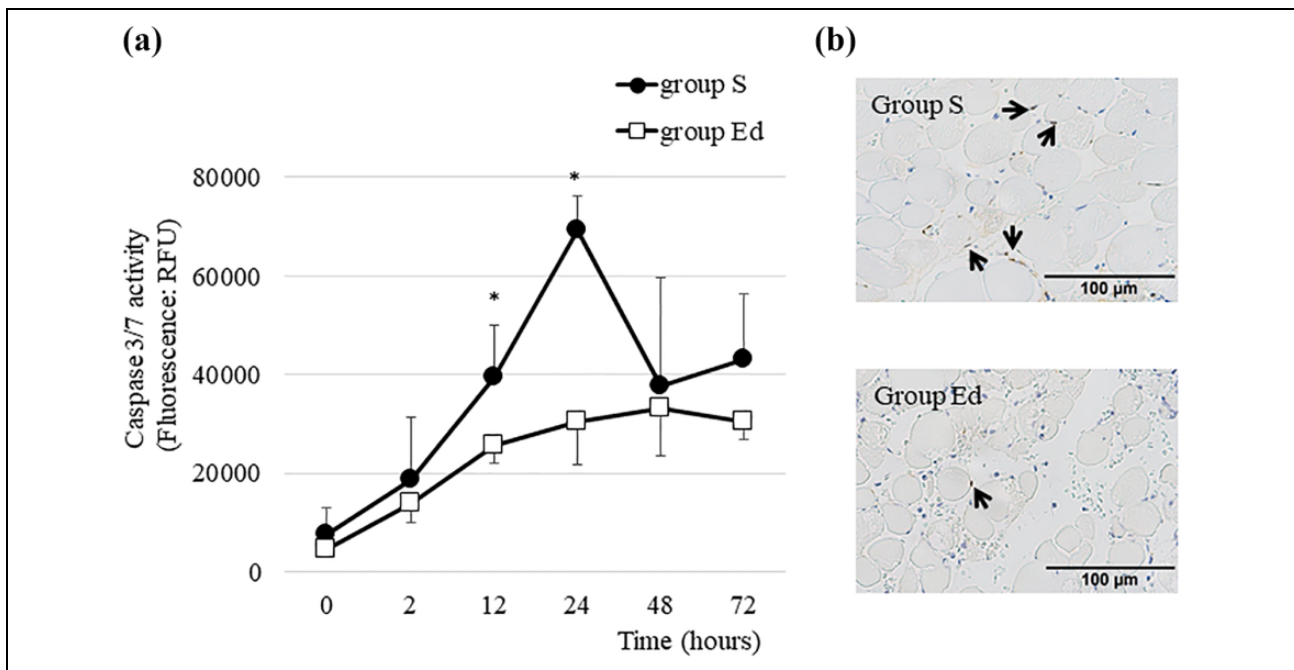 (a)
group S
group Ed
*
*
80000
60000
40000
20000
0
Caspase 3/7 activity
(Fluorescence: RFU)
0 2 12 24 48 72
Time (hours)
(b)
Group S
100 µm
Group Ed
100 µm